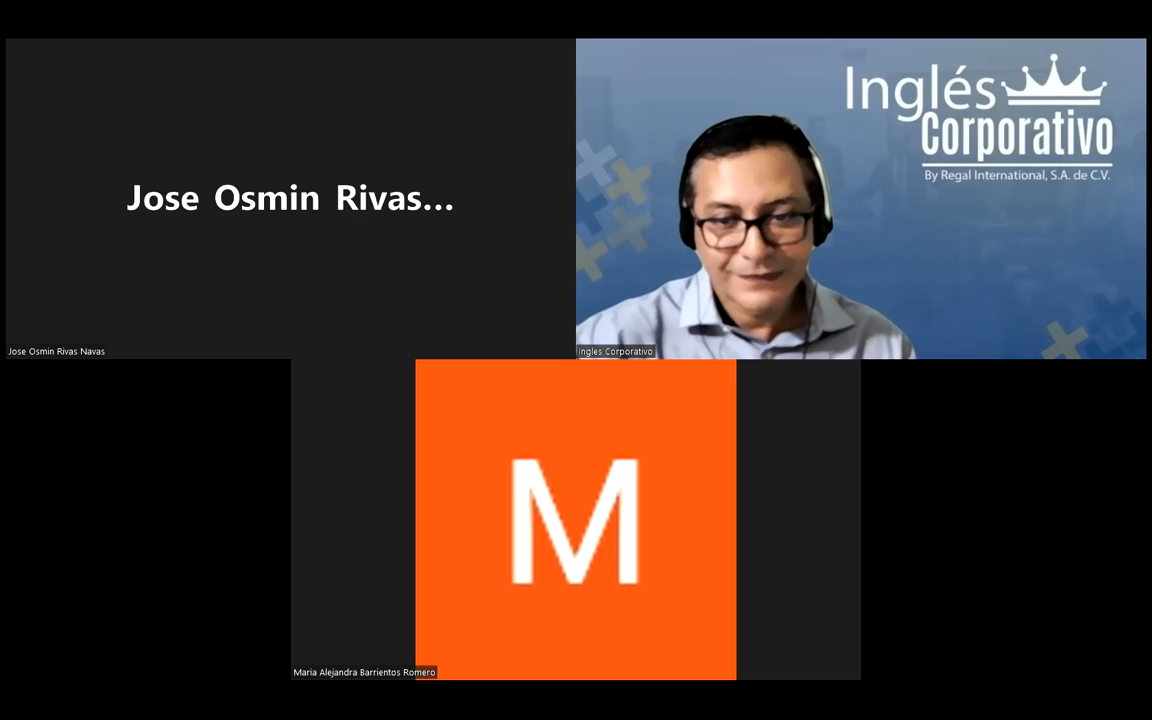 Jose Osmin Rivas...
Jose Osmin Rivas Navas
Inglés
Corporativo
By Regal International, S.A. de C.V.
Ingles Corporativo
M
Maria Alejandra Barrientos Romero